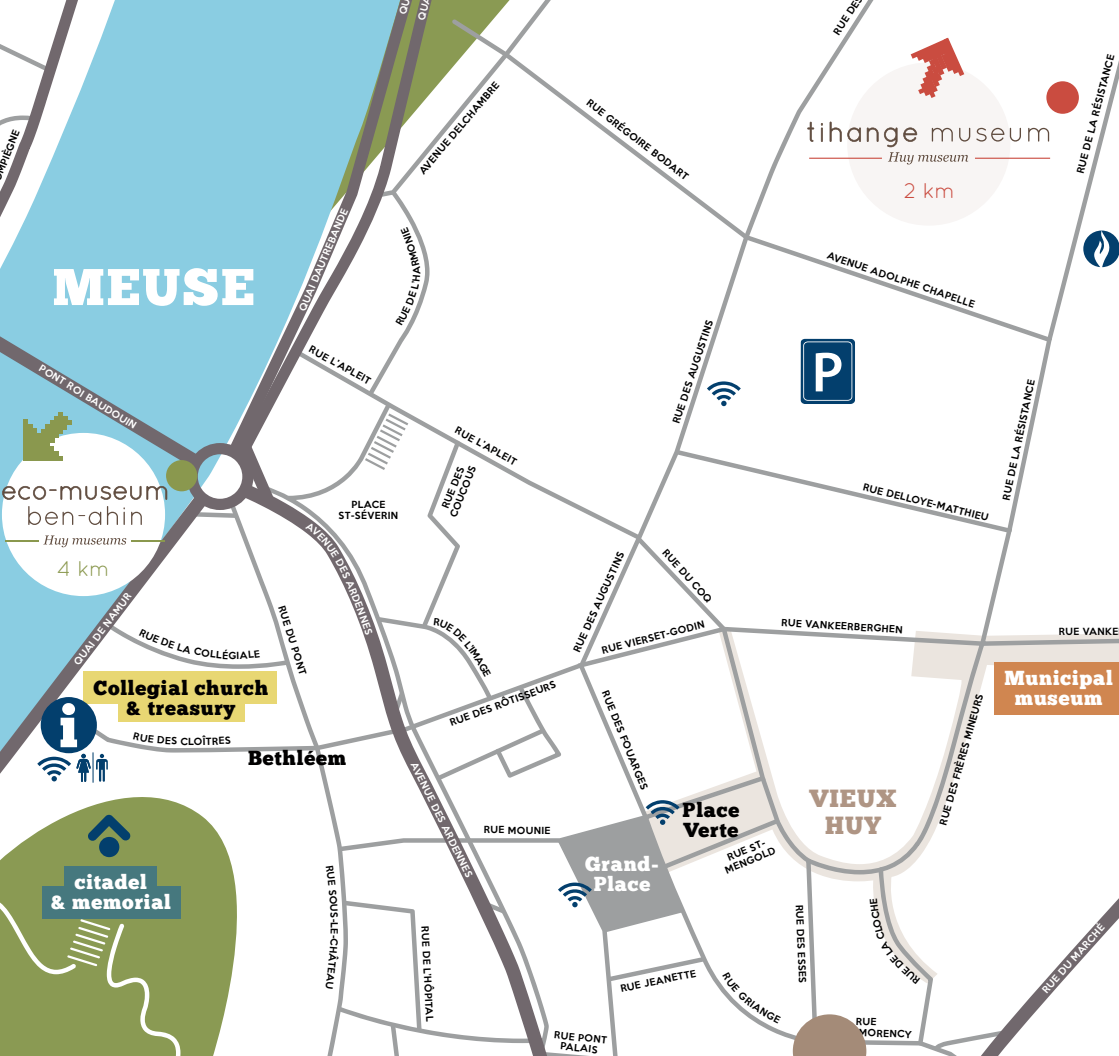 RUE DES
RUE DE LA RÉSISTANCE
tihange museum
Huy museum
2 km
AVENUE DELCHAMBRE
RUE GRÉGOIRE BODART
QUAI DAUTREBANDE
RUE DE L'HARMONIE
MEUSE
AVENUE ADOLPHE CHAPELLE
RUE L'APLEIT
RUE DES AUGUSTINS
P
PONT ROI BAUDOUIN
RUE DE LA RÉSISTANCE
RUE L'APLEIT
RUE DES
COUCOUS
eco-museum
ben-ahin
Huy museums
4 km
PLACE
ST-SÉVERIN
RUE DELLOYE-MATTHIEU
AVENUE DES ARDENNES
RUE DES AUGUSTINS
RUE DU COQ
QUAI DE NAMUR
RUE DE LA COLLÉGIALE
RUE DU PONT
RUE DE L'IMAGE
RUE VIERSET-GODIN
RUE VANKEERBERGHEN
RUE VANKE
Collegial church
& treasury
Municipal
museum
RUE DES RÔTISSEURS
RUE DES FOUARGES
RUE DES FRÈRES MINEURS
i
RUE DES CLOÎTRES
Bethléem
AVENUE DES ARDENNES
VIEUX
HUY
Place
Verte
RUE MOUNIE
RUE ST-
MENGOLD
Grand-
Place
citadel
& memorial
RUE SOUS-LE-CHÂTEAU
RUE DE L'HÔPITAL
RUE DES ESSES
RUE DE LA CLOCHE
RUE DU MARCHÉ
RUE JEANETTE
RUE GRIANGE
RUE PONT
PALAIS
RUE
MORENCY